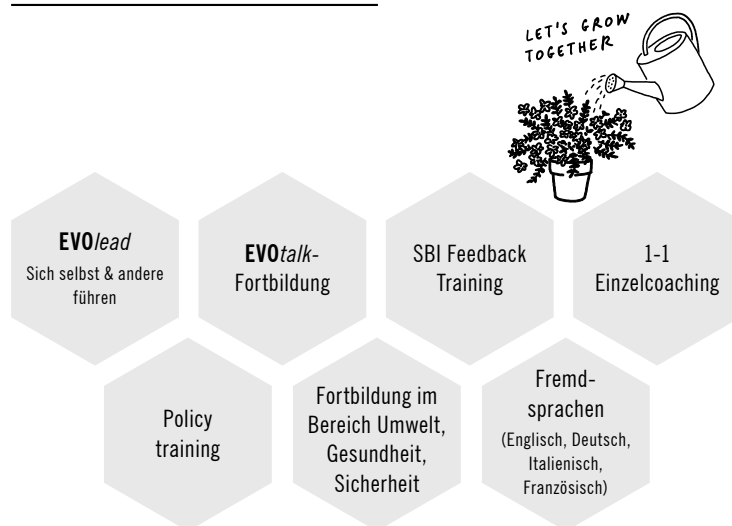 LET'S GROW
TOGETHER
EVOlead
Sich selbst & andere
führen
EVOtalk-
Fortbildung
SBI Feedback
Training
1-1
Einzelcoaching
Policy
training
Fortbildung im
Bereich Umwelt,
Gesundheit,
Sicherheit
Fremd-
sprachen
(Englisch, Deutsch,
Italienisch,
Französisch)